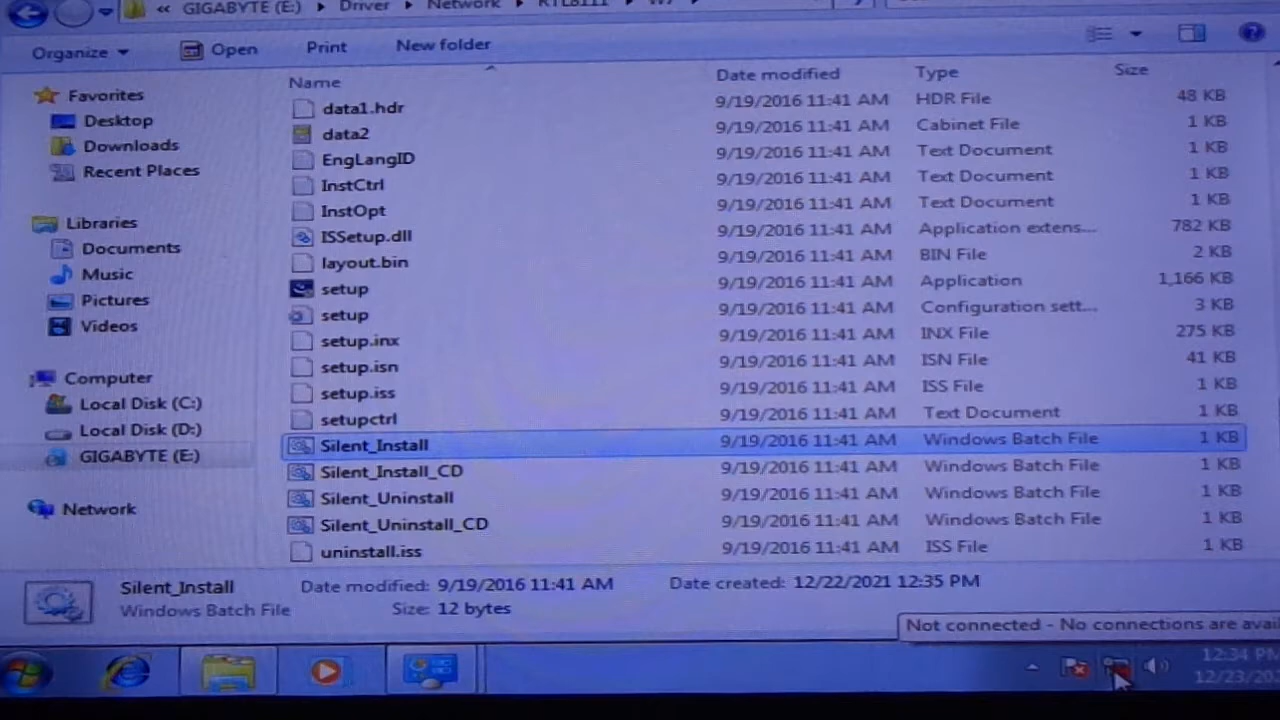 « GIGABYTE (E:) ▸ Driver ▸ Network ▸ RTL8111 ▸ W7 ▸
Organize ▾ Open Print New folder
Name Date modified Type Size
Favorites
Desktop
Downloads
Recent Places
Libraries
Documents
Music
Pictures
Videos
Computer
Local Disk (C:)
Local Disk (D:)
GIGABYTE (E:)
Network
data1.hdr 9/19/2016 11:41 AM HDR File 48 KB
data2 9/19/2016 11:41 AM Cabinet File 1 KB
EngLangID 9/19/2016 11:41 AM Text Document 1 KB
InstCtrl 9/19/2016 11:41 AM Text Document 1 KB
InstOpt 9/19/2016 11:41 AM Text Document 1 KB
ISSetup.dll 9/19/2016 11:41 AM Application extens... 782 KB
layout.bin 9/19/2016 11:41 AM BIN File 2 KB
setup 9/19/2016 11:41 AM Application 1,166 KB
setup 9/19/2016 11:41 AM Configuration sett... 3 KB
setup.inx 9/19/2016 11:41 AM INX File 275 KB
setup.isn 9/19/2016 11:41 AM ISN File 41 KB
setup.iss 9/19/2016 11:41 AM ISS File 1 KB
setupctrl 9/19/2016 11:41 AM Text Document 1 KB
Silent_Install 9/19/2016 11:41 AM Windows Batch File 1 KB
Silent_Install_CD 9/19/2016 11:41 AM Windows Batch File 1 KB
Silent_Uninstall 9/19/2016 11:41 AM Windows Batch File 1 KB
Silent_Uninstall_CD 9/19/2016 11:41 AM Windows Batch File 1 KB
uninstall.iss 9/19/2016 11:41 AM ISS File 1 KB
Silent_Install Date modified: 9/19/2016 11:41 AM Date created: 12/22/2021 12:35 PM
Windows Batch File Size: 12 bytes
Not connected - No connections are avai
12:34 PM
12/23/202